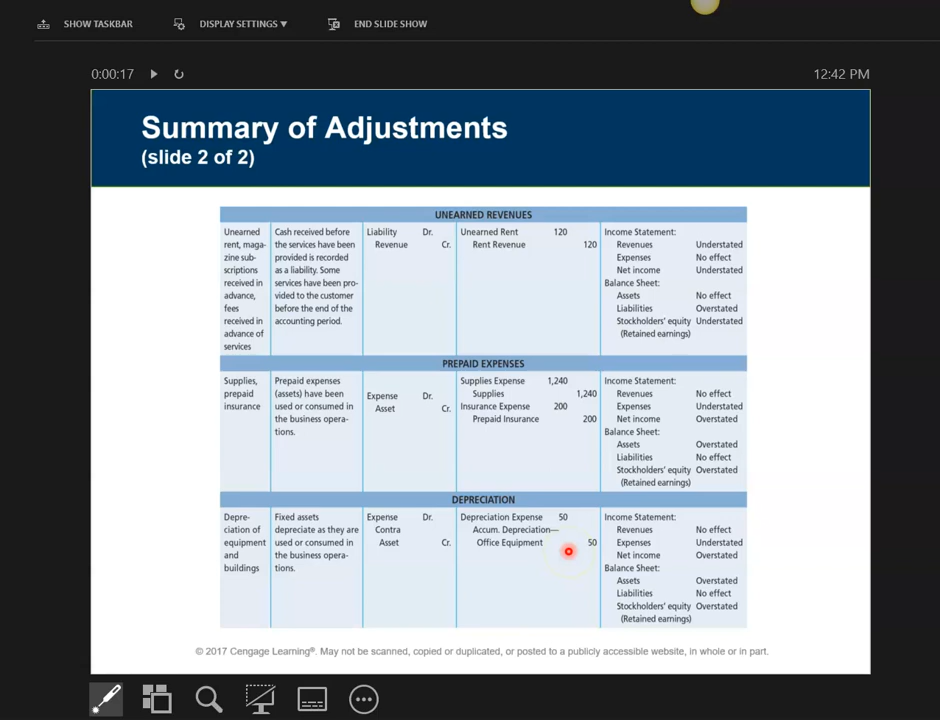 SHOW TASKBAR DISPLAY SETTINGS ▼ END SLIDE SHOW
0:00:17 12:42 PM
Summary of Adjustments
(slide 2 of 2)
UNEARNED REVENUES
Unearned
rent, maga-
zine sub-
scriptions
received in
advance,
fees
received in
advance of
services
Cash received before
the services have been
provided is recorded
as a liability. Some
services have been pro-
vided to the customer
before the end of the
accounting period.
Liability Dr.
Revenue Cr.
Unearned Rent 120
Rent Revenue 120
Income Statement:
Revenues Understated
Expenses No effect
Net income Understated
Balance Sheet:
Assets No effect
Liabilities Overstated
Stockholders' equity Understated
(Retained earnings)
PREPAID EXPENSES
Supplies,
prepaid
insurance
Prepaid expenses
(assets) have been
used or consumed in
the business opera-
tions.
Expense Dr.
Asset Cr.
Supplies Expense 1,240
Supplies 1,240
Insurance Expense 200
Prepaid Insurance 200
Income Statement:
Revenues No effect
Expenses Understated
Net income Overstated
Balance Sheet:
Assets Overstated
Liabilities No effect
Stockholders' equity Overstated
(Retained earnings)
DEPRECIATION
Depre-
ciation of
equipment
and
buildings
Fixed assets
depreciate as they are
used or consumed in
the business opera-
tions.
Expense Dr.
Contra
Asset Cr.
Depreciation Expense 50
Accum. Depreciation—
Office Equipment 50
Income Statement:
Revenues No effect
Expenses Understated
Net income Overstated
Balance Sheet:
Assets Overstated
Liabilities No effect
Stockholders' equity Overstated
(Retained earnings)
© 2017 Cengage Learning®. May not be scanned, copied or duplicated, or posted to a publicly accessible website, in whole or in part.